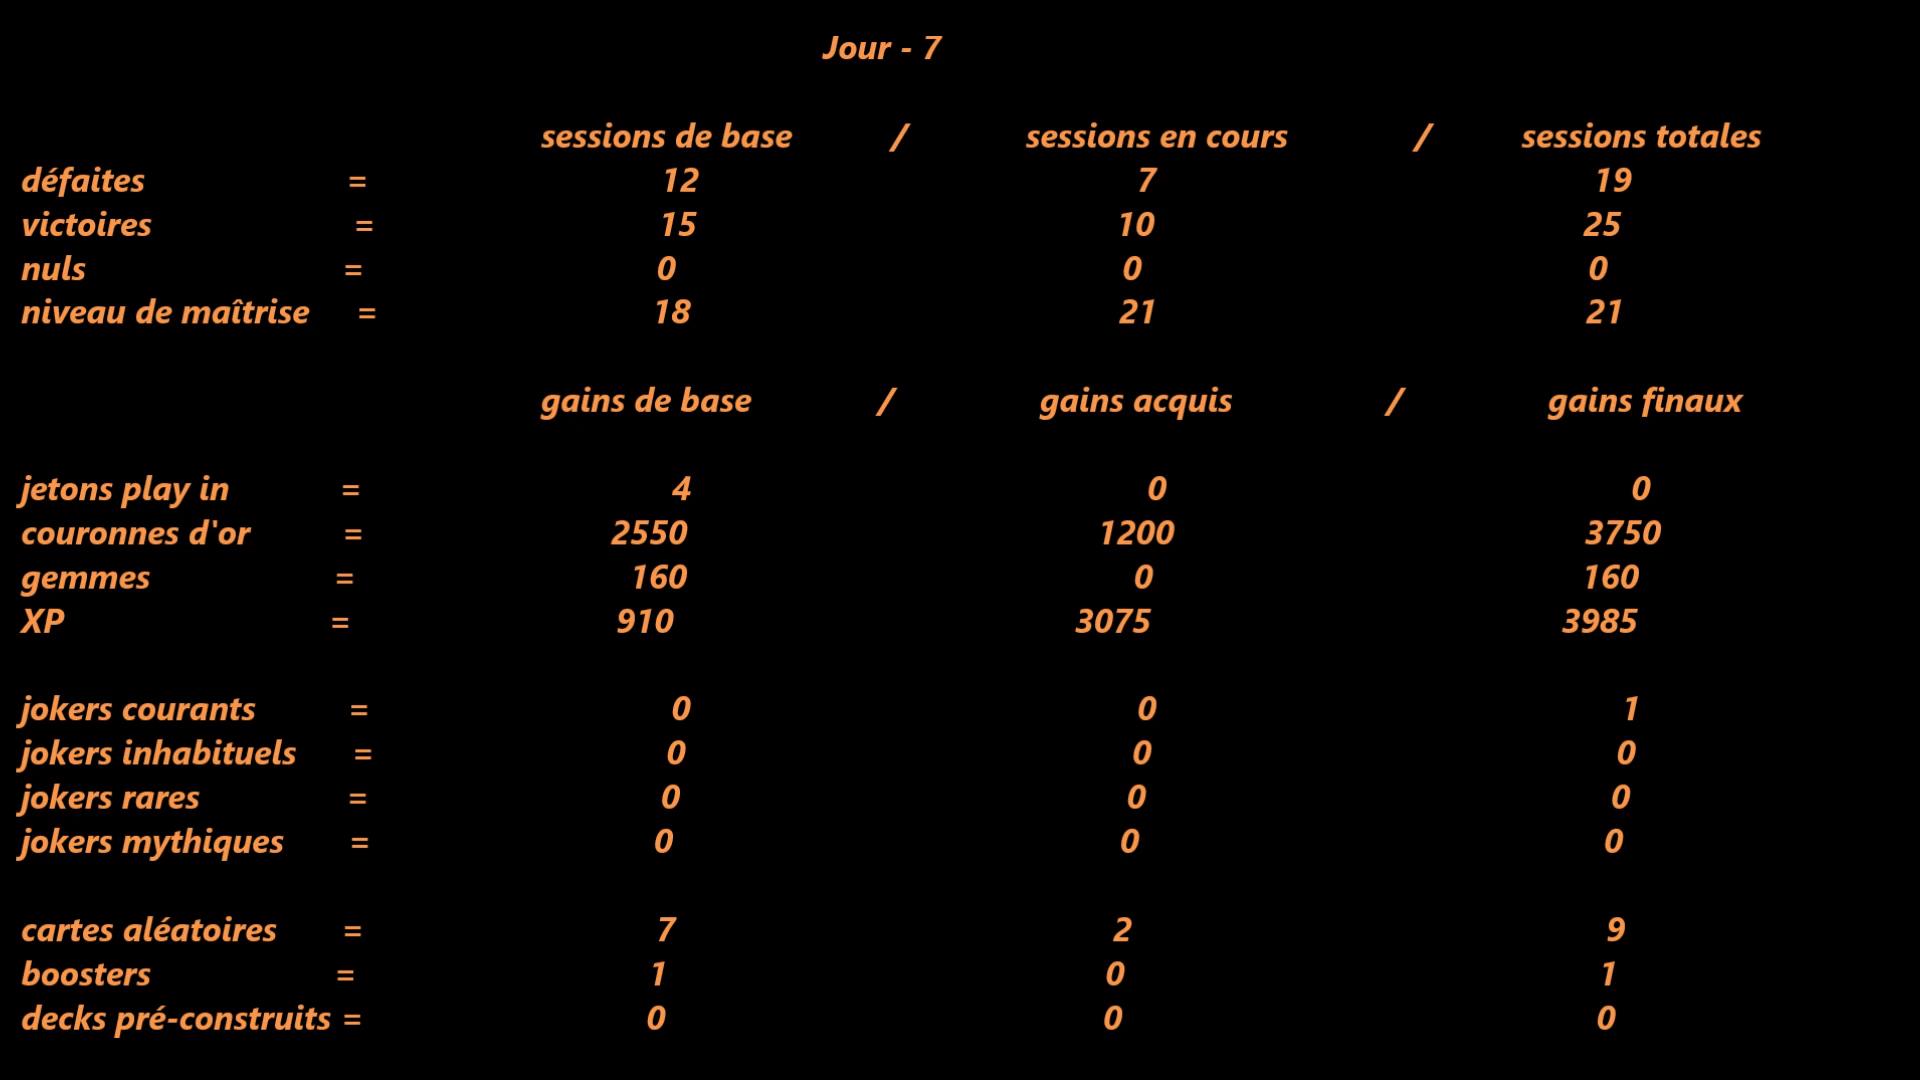 Jour - 7
sessions de base / sessions en cours / sessions totales
défaites = 12 7 19
victoires = 15 10 25
nuls = 0 0 0
niveau de maîtrise = 18 21 21
gains de base / gains acquis / gains finaux
jetons play in = 4 0 0
couronnes d'or = 2550 1200 3750
gemmes = 160 0 160
XP = 910 3075 3985
jokers courants = 0 0 1
jokers inhabituels = 0 0 0
jokers rares = 0 0 0
jokers mythiques = 0 0 0
cartes aléatoires = 7 2 9
boosters = 1 0 1
decks pré-construits = 0 0 0